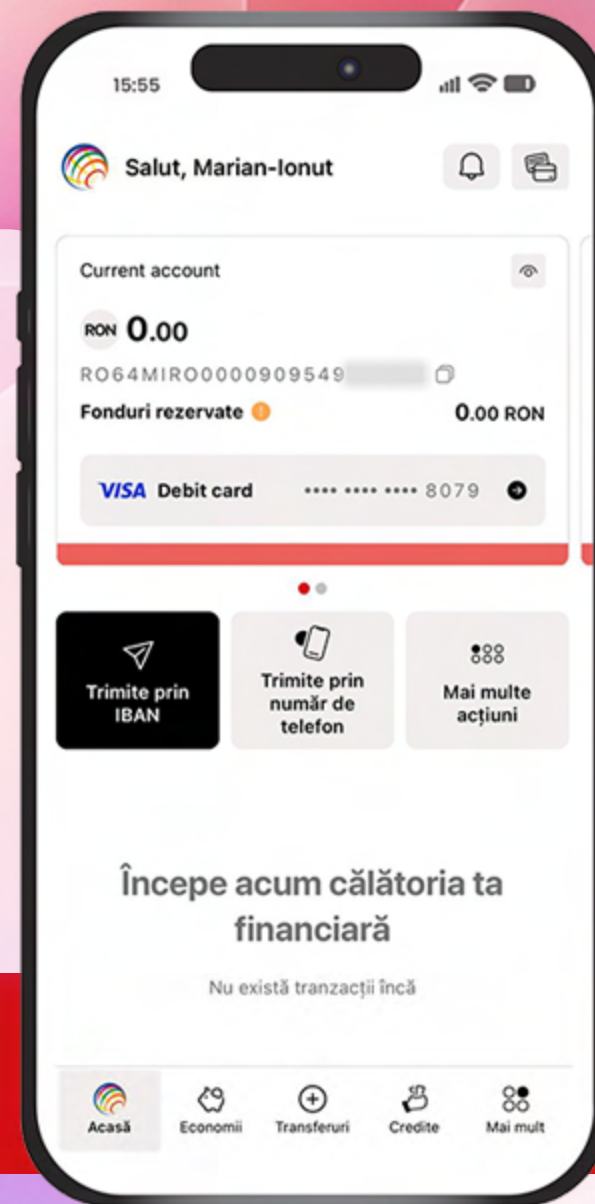 15:55
Salut, Marian-Ionut
Current account
RON 0.00
RO64MIRO0000909549
Fonduri rezervate
0.00 RON
VISA Debit card •••• •••• •••• 8079
Trimite prin
IBAN
Trimite prin
număr de
telefon
Mai multe
acțiuni
Începe acum călătoria ta
financiară
Nu există tranzacții încă
Acasă
Economii
Transferuri
Credite
Mai mult